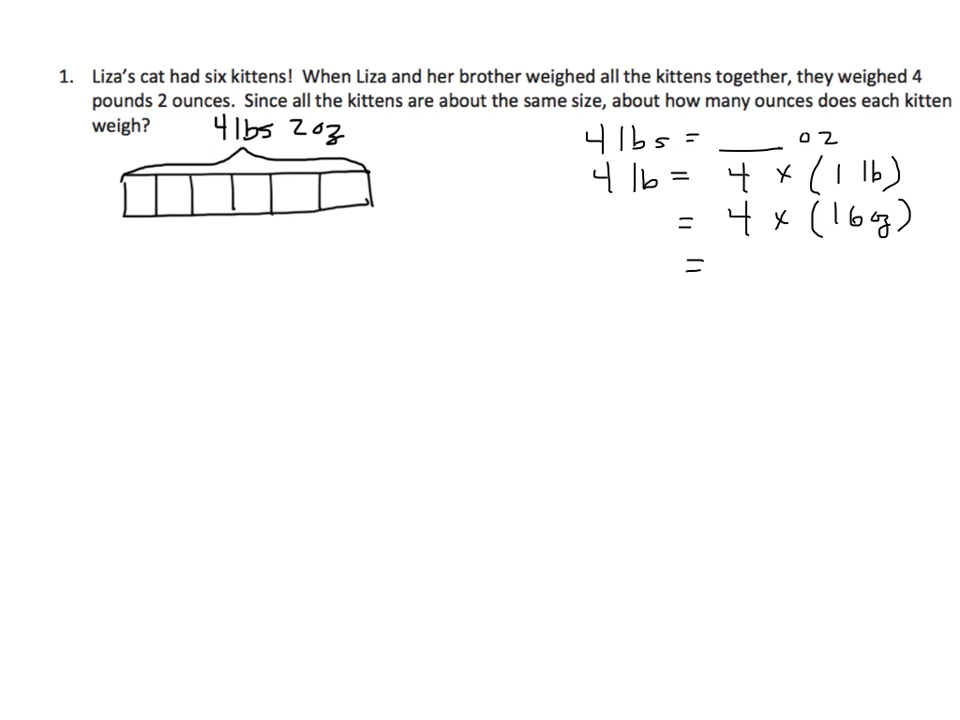 1. Liza's cat had six kittens! When Liza and her brother weighed all the kittens together, they weighed 4
pounds 2 ounces. Since all the kittens are about the same size, about how many ounces does each kitten
weigh?
4 lbs 2 oz
4 lbs = ____ oz
4 lb = 4 x (1 lb)
= 4 x (16 oz)
=